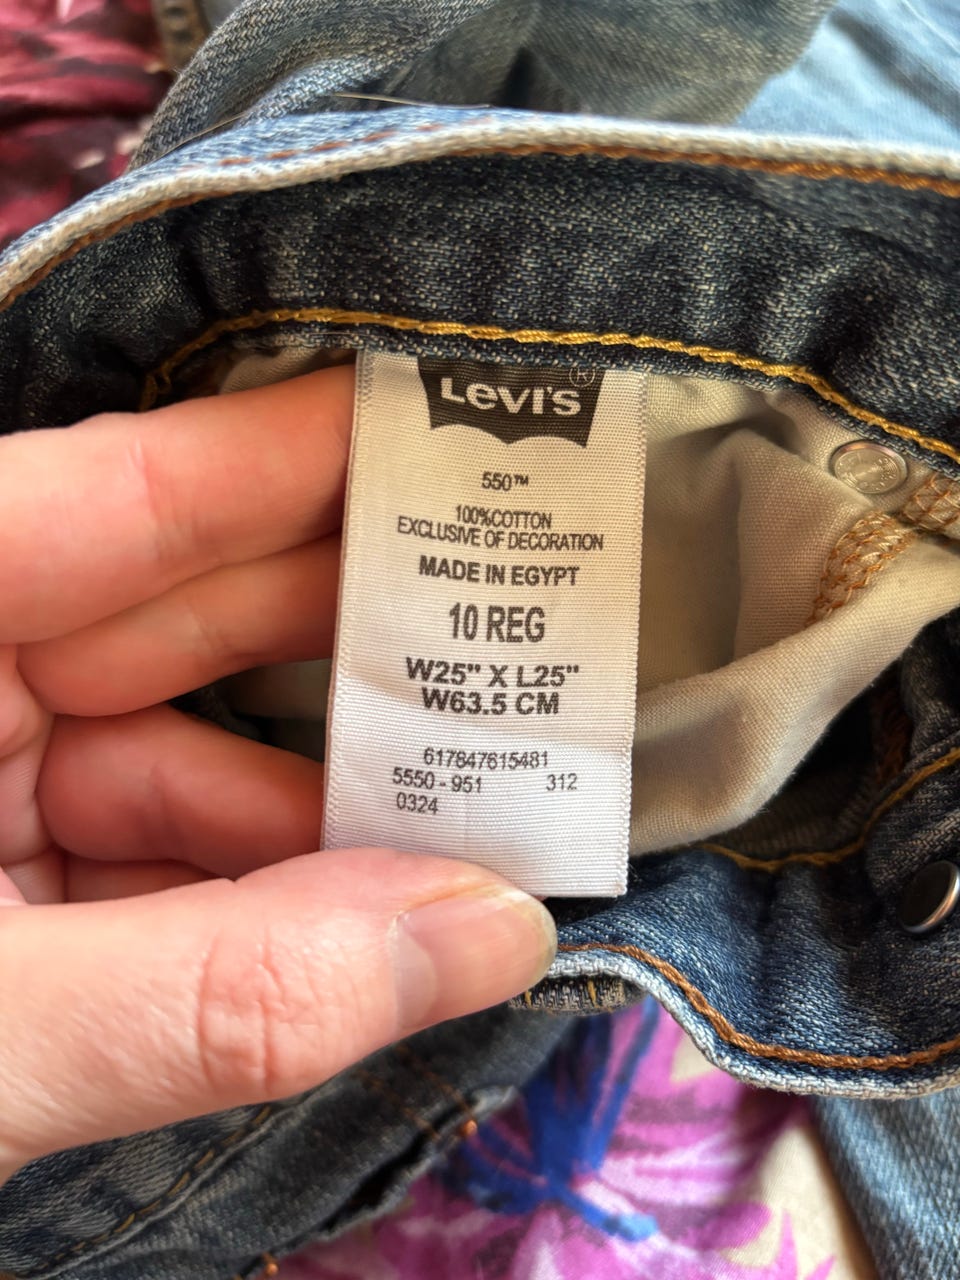 Levi's®
550™
100%COTTON
EXCLUSIVE OF DECORATION
MADE IN EGYPT
10 REG
W25" X L25"
W63.5 CM
617847615481
5550 - 951 312
0324